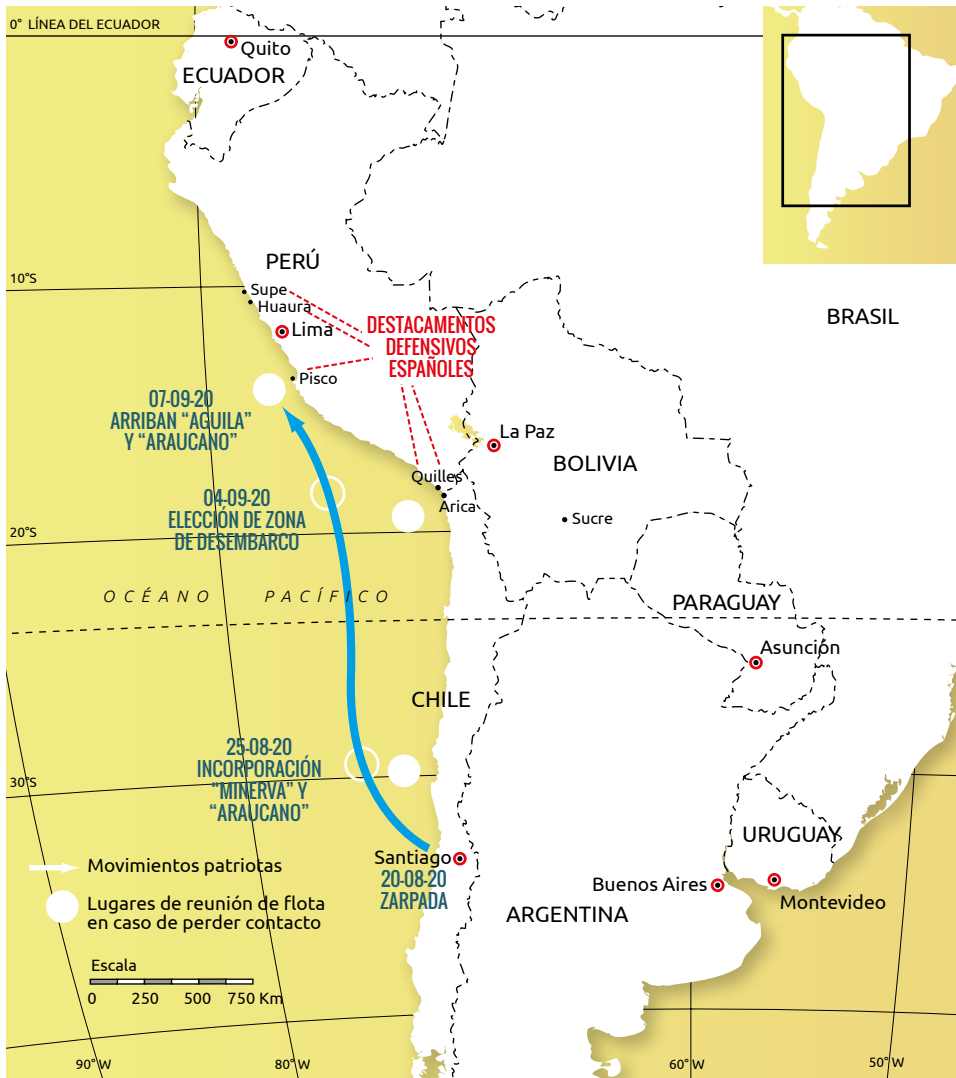 0° LÍNEA DEL ECUADOR
Quito
ECUADOR
10°S
PERÚ
Supe
Huaura
Lima
Pisco
DESTACAMENTOS
DEFENSIVOS
ESPAÑOLES
BRASIL
07-09-20
ARRIBAN “AGUILA”
Y “ARAUCANO”
La Paz
BOLIVIA
Quilles
Arica
Sucre
04-09-20
ELECCIÓN DE ZONA
DE DESEMBARCO
20°S
OCÉANO PACÍFICO
PARAGUAY
Asunción
CHILE
25-08-20
INCORPORACIÓN
“MINERVA” Y
“ARAUCANO”
30°S
Santiago
20-08-20
ZARPADA
URUGUAY
Buenos Aires
Montevideo
ARGENTINA
Movimientos patriotas
Lugares de reunión de flota
en caso de perder contacto
Escala
0 250 500 750 Km
90°W
80°W
60°W
50°W